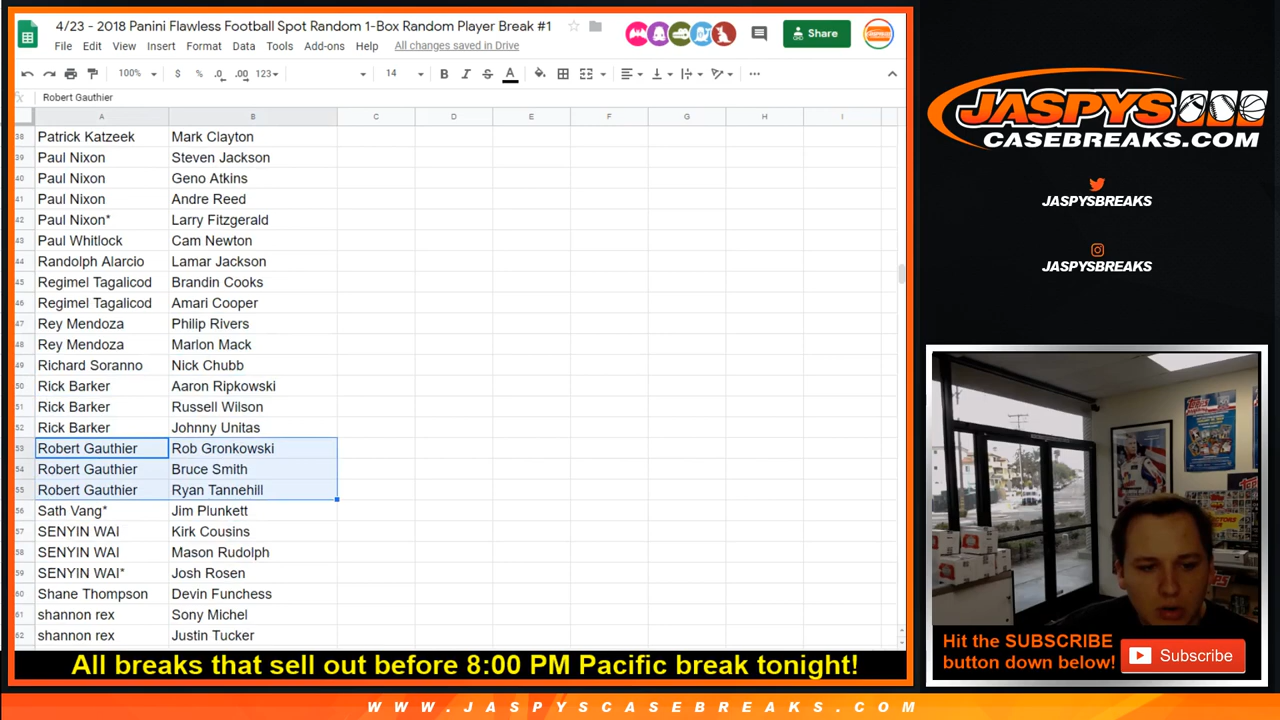 4/23 - 2018 Panini Flawless Football Spot Random 1-Box Random Player Break #1
File Edit View Insert Format Data Tools Add-ons Help All changes saved in Drive
Share
100% $ % .0 .00 123 14 B I S A
Robert Gauthier
A B C D E F G H I
38 Patrick Katzeek Mark Clayton
39 Paul Nixon Steven Jackson
40 Paul Nixon Geno Atkins
41 Paul Nixon Andre Reed
42 Paul Nixon* Larry Fitzgerald
43 Paul Whitlock Cam Newton
44 Randolph Alarcio Lamar Jackson
45 Regimel Tagalicod Brandin Cooks
46 Regimel Tagalicod Amari Cooper
47 Rey Mendoza Philip Rivers
48 Rey Mendoza Marlon Mack
49 Richard Soranno Nick Chubb
50 Rick Barker Aaron Ripkowski
51 Rick Barker Russell Wilson
52 Rick Barker Johnny Unitas
53 Robert Gauthier Rob Gronkowski
54 Robert Gauthier Bruce Smith
55 Robert Gauthier Ryan Tannehill
56 Sath Vang* Jim Plunkett
57 SENYIN WAI Kirk Cousins
58 SENYIN WAI Mason Rudolph
59 SENYIN WAI* Josh Rosen
60 Shane Thompson Devin Funchess
61 shannon rex Sony Michel
62 shannon rex Justin Tucker
JASPYS
CASEBREAKS.COM
JASPYSBREAKS
JASPYSBREAKS
Hit the SUBSCRIBE
button down below!
Subscribe
All breaks that sell out before 8:00 PM Pacific break tonight!
WWW.JASPYSCASEBREAKS.COM